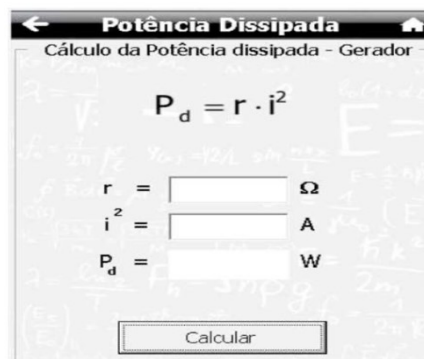 Potência Dissipada
Cálculo da Potência dissipada - Gerador
P_d = r · i²
r = Ω
i² = A
P_d = W
Calcular